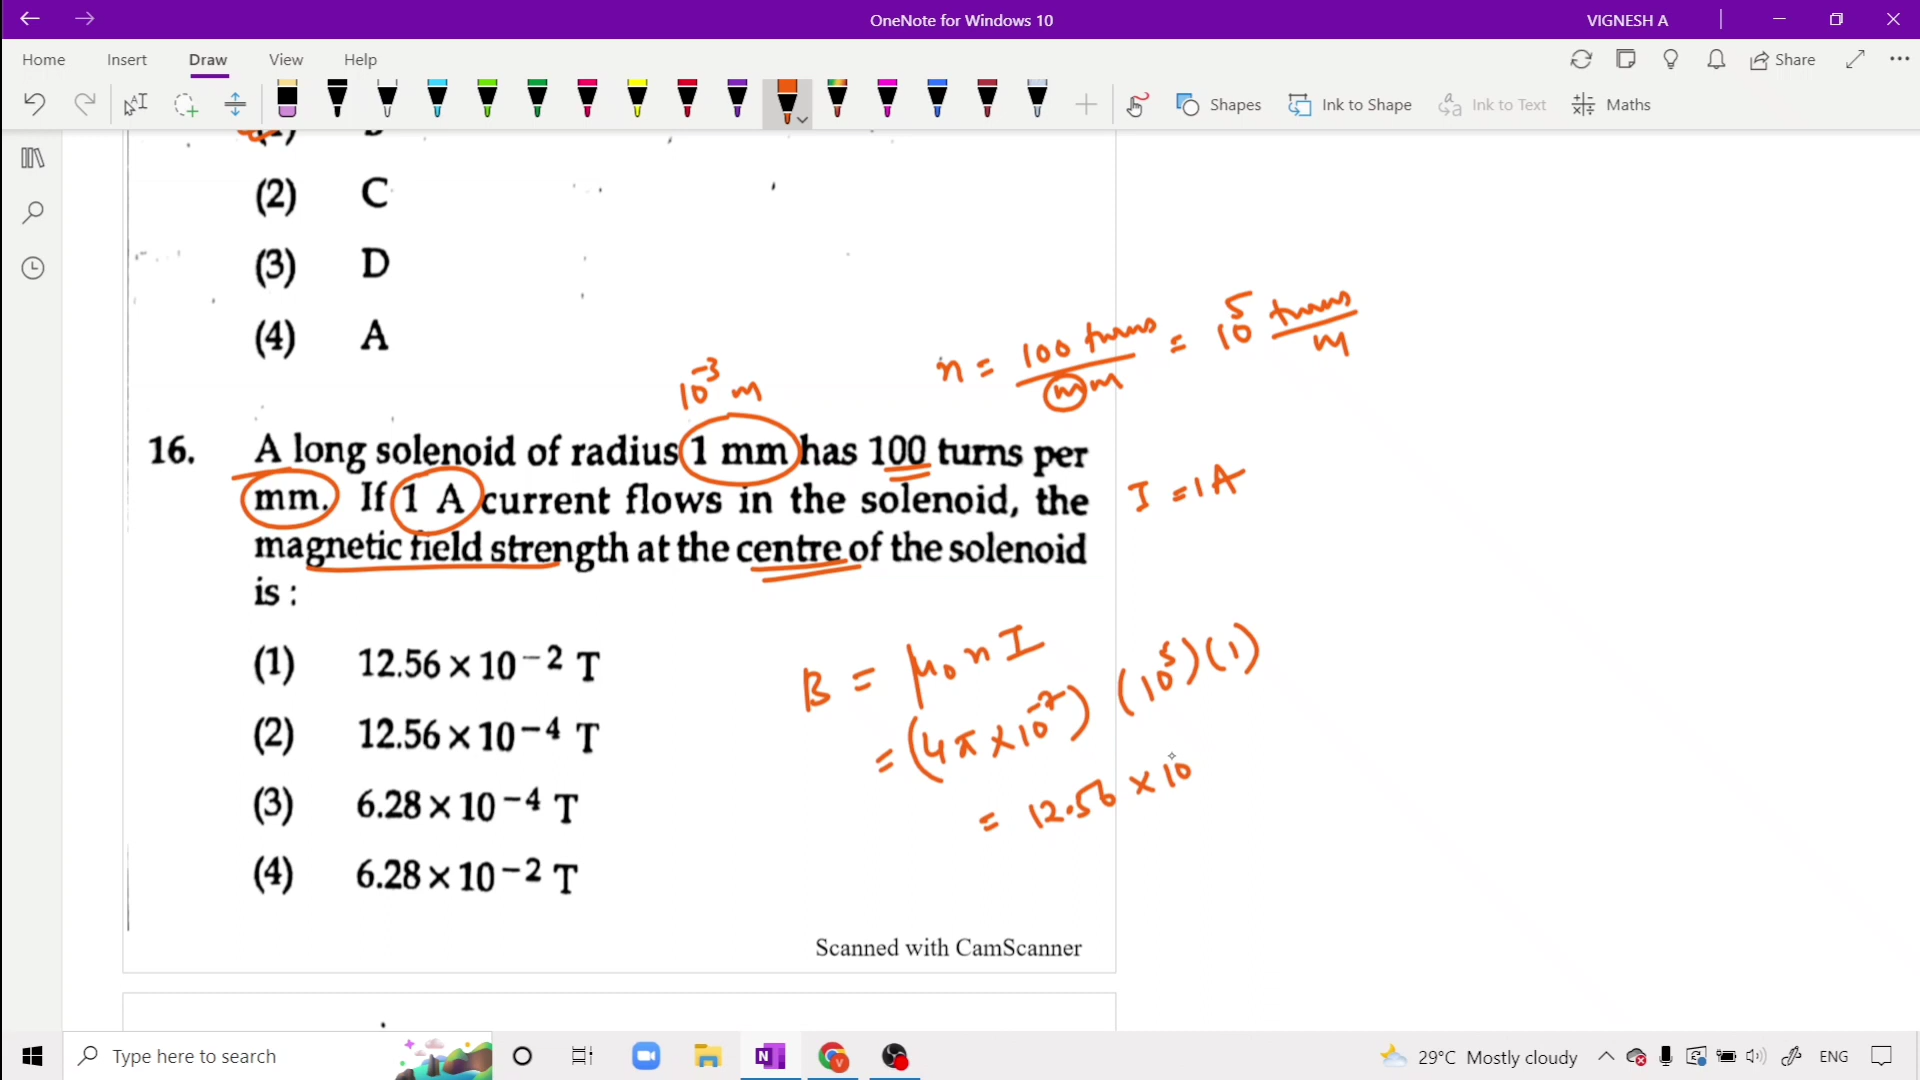 OneNote for Windows 10
VIGNESH A
Home Insert Draw View Help
Share
Shapes Ink to Shape Ink to Text Maths
(2) C
(3) D
(4) A
n = 100 turns / mm = 10^5 turns / m
10^-3 m
16. A long solenoid of radius 1 mm has 100 turns per
mm. If 1 A current flows in the solenoid, the
I = 1A
magnetic field strength at the centre of the solenoid
is :
(1) 12.56 × 10^-2 T
(2) 12.56 × 10^-4 T
(3) 6.28 × 10^-4 T
(4) 6.28 × 10^-2 T
B = μ₀ n I
= (4π × 10^-7) (10^5) (1)
= 12.56 × 10
Scanned with CamScanner
Type here to search
29°C Mostly cloudy
ENG